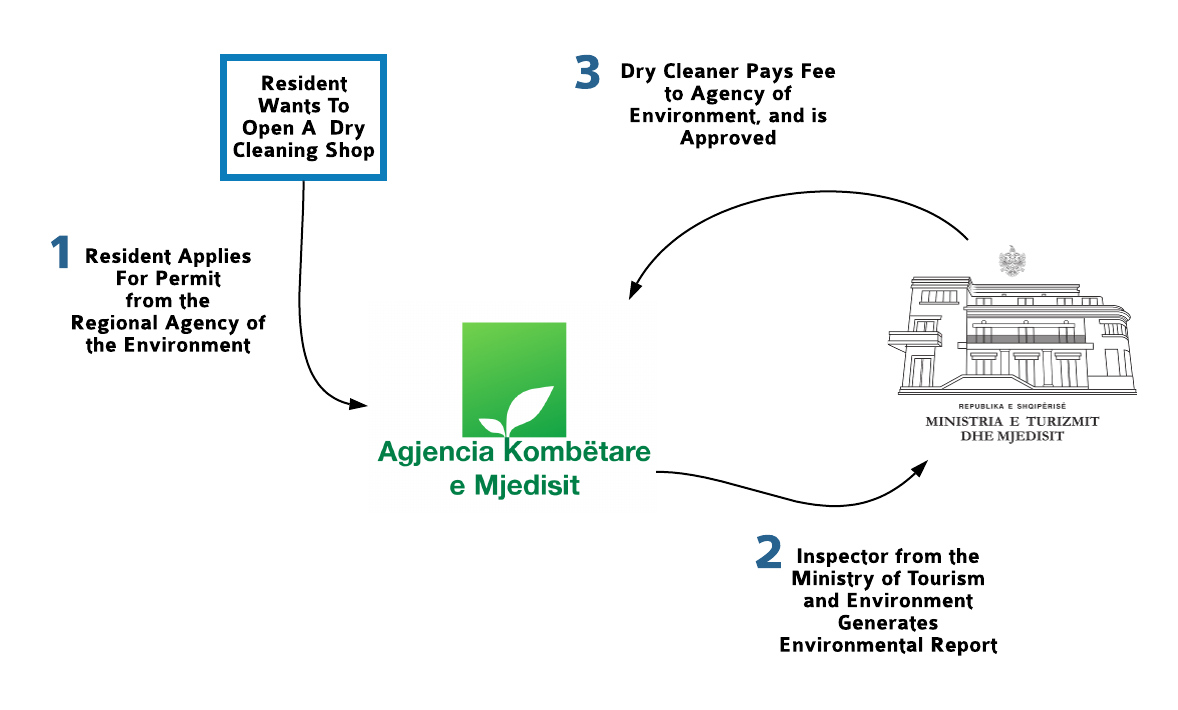 Resident
Wants To
Open A Dry
Cleaning Shop
1
Resident Applies
For Permit
from the
Regional Agency of
the Environment
Agjencia Kombëtare
e Mjedisit
2
Inspector from the
Ministry of Tourism
and Environment
Generates
Environmental Report
REPUBLIKA E SHQIPËRISË
MINISTRIA E TURIZMIT
DHE MJEDISIT
3
Dry Cleaner Pays Fee
to Agency of
Environment, and is
Approved